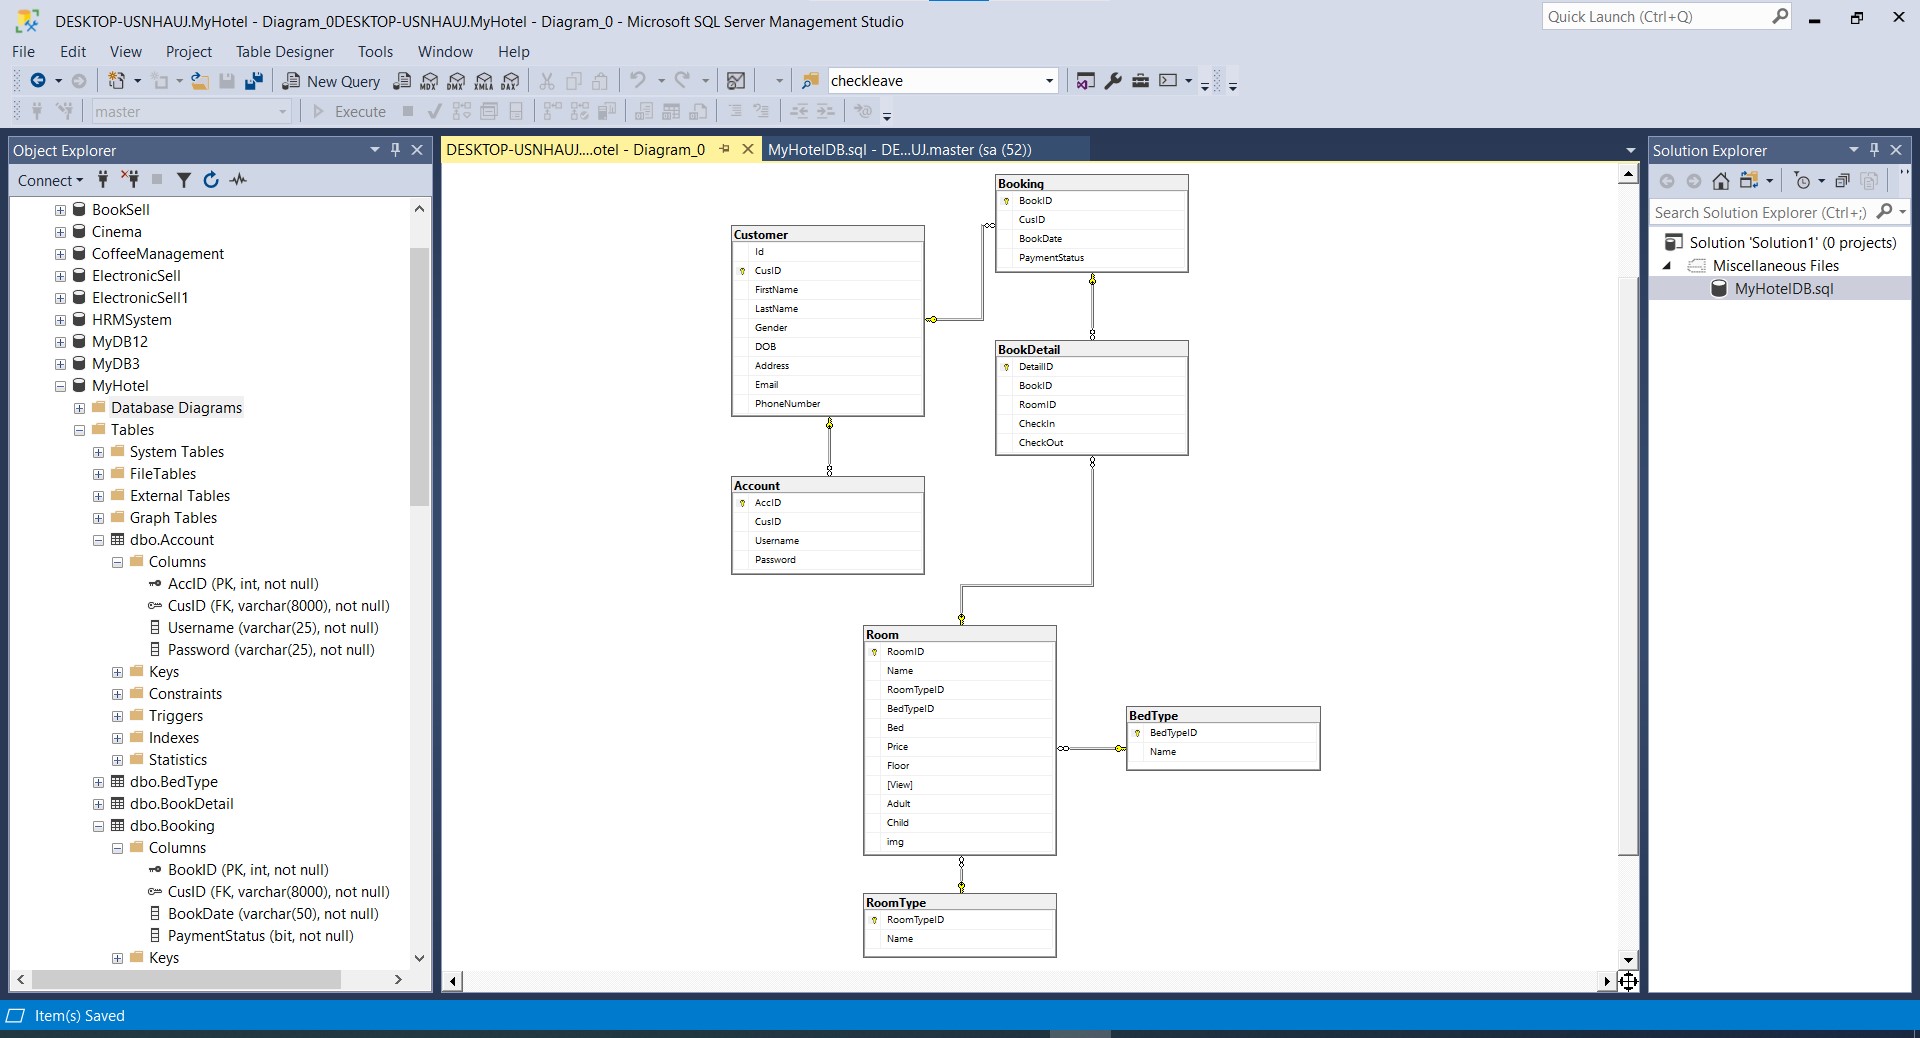 DESKTOP-USNHAUJ.MyHotel - Diagram_0DESKTOP-USNHAUJ.MyHotel - Diagram_0 - Microsoft SQL Server Management Studio
Quick Launch (Ctrl+Q)
File Edit View Project Table Designer Tools Window Help
New Query
MDX DMX XMLA DAX
checkleave
master
Execute
Object Explorer
Connect
BookSell
Cinema
CoffeeManagement
ElectronicSell
ElectronicSell1
HRMSystem
MyDB12
MyDB3
MyHotel
Database Diagrams
Tables
System Tables
FileTables
External Tables
Graph Tables
dbo.Account
Columns
AccID (PK, int, not null)
CusID (FK, varchar(8000), not null)
Username (varchar(25), not null)
Password (varchar(25), not null)
Keys
Constraints
Triggers
Indexes
Statistics
dbo.BedType
dbo.BookDetail
dbo.Booking
Columns
BookID (PK, int, not null)
CusID (FK, varchar(8000), not null)
BookDate (varchar(50), not null)
PaymentStatus (bit, not null)
Keys
DESKTOP-USNHAUJ....otel - Diagram_0
MyHotelDB.sql - DE...UJ.master (sa (52))
Booking
BookID
CusID
BookDate
PaymentStatus
Customer
Id
CusID
FirstName
LastName
Gender
DOB
Address
Email
PhoneNumber
BookDetail
DetailID
BookID
RoomID
CheckIn
CheckOut
Account
AccID
CusID
Username
Password
Room
RoomID
Name
RoomTypeID
BedTypeID
Bed
Price
Floor
[View]
Adult
Child
img
BedType
BedTypeID
Name
RoomType
RoomTypeID
Name
Solution Explorer
Search Solution Explorer (Ctrl+;)
Solution 'Solution1' (0 projects)
Miscellaneous Files
MyHotelDB.sql
Item(s) Saved